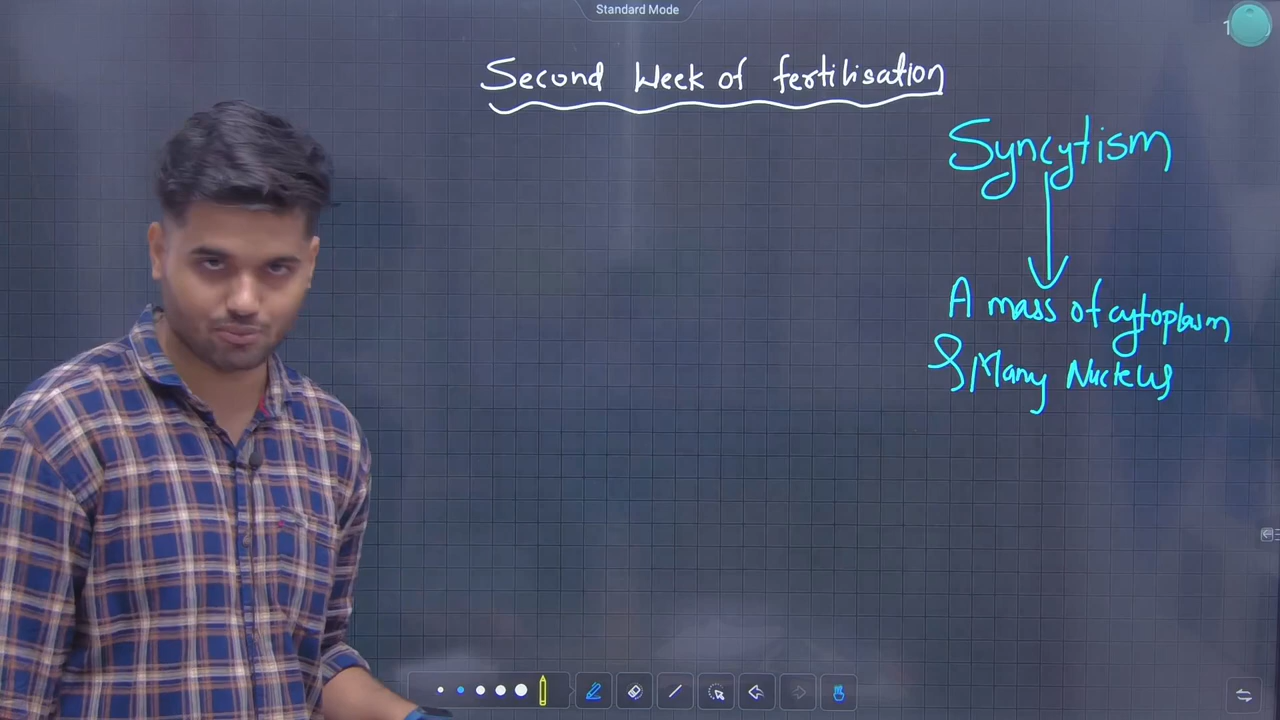 Standard Mode
Second Week of fertilisation
Syncytism
A mass of cytoplasm
& Many Nucleus